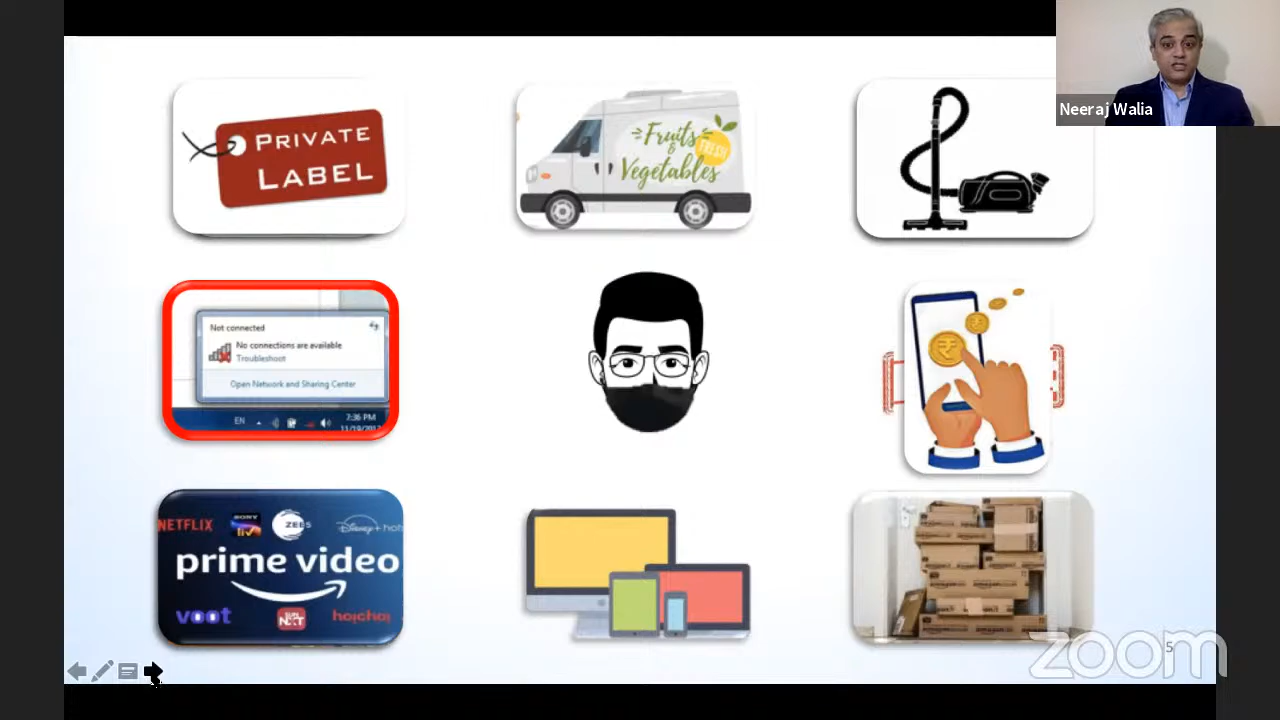 Neeraj Walia
PRIVATE
LABEL
Fruits
&
Vegetables
FRESH
Not connected
No connections are available
Troubleshoot
Open Network and Sharing Center
EN
7:36 PM
₹
₹
NETFLIX
SONY
liv
ZEE5
Disney+ hot
prime video
voot
SUN
NXT
hoichoi
zoom
5